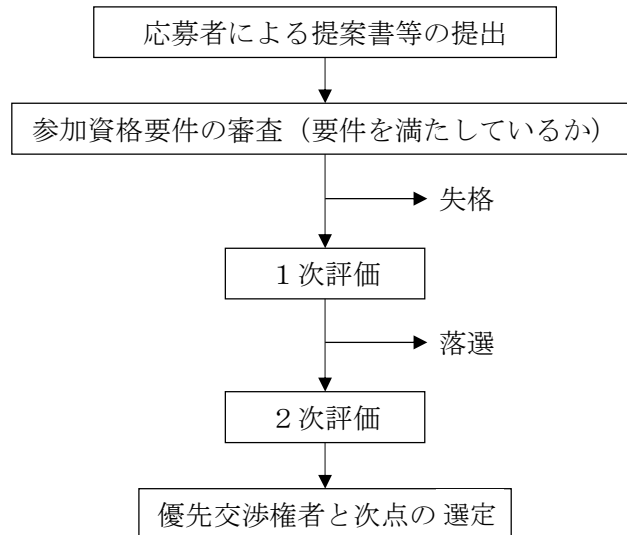 応募者による提案書等の提出
参加資格要件の審査（要件を満たしているか）
失格
１次評価
落選
２次評価
優先交渉権者と次点の 選定